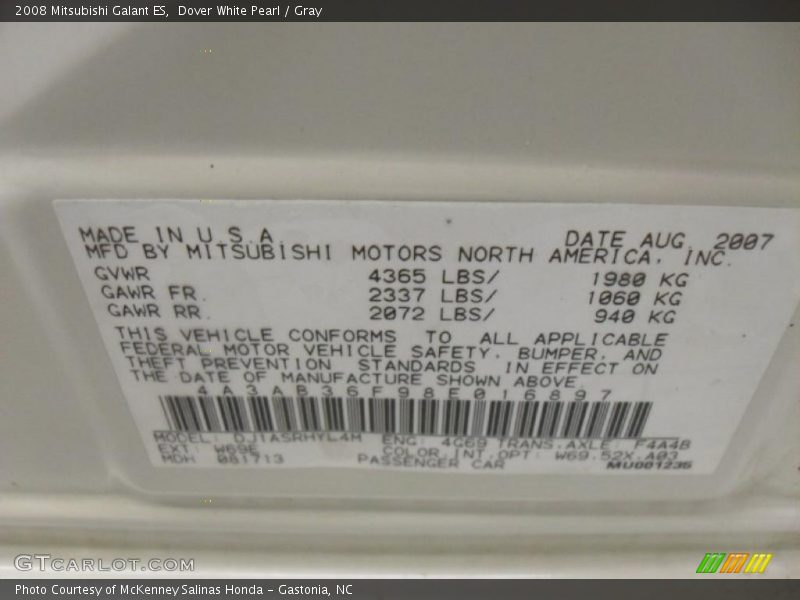 2008 Mitsubishi Galant ES, Dover White Pearl / Gray
MADE IN U.S.A DATE AUG. 2007
MFD BY MITSUBISHI MOTORS NORTH AMERICA, INC.
GVWR 4365 LBS/ 1980 KG
GAWR FR. 2337 LBS/ 1060 KG
GAWR RR. 2072 LBS/ 940 KG
THIS VEHICLE CONFORMS TO ALL APPLICABLE
FEDERAL MOTOR VEHICLE SAFETY, BUMPER, AND
THEFT PREVENTION STANDARDS IN EFFECT ON
THE DATE OF MANUFACTURE SHOWN ABOVE.
4A3AB36F98E016897
MODEL: DJ1ASRHYL4M ENG: 4G69 TRANS.AXLE: F4A4B
EXT: W69E COLOR.INT.OPT: W69.52X.A03
MDH 081713 PASSENGER CAR MU001235
GTCARLOT.COM
Photo Courtesy of McKenney Salinas Honda - Gastonia, NC